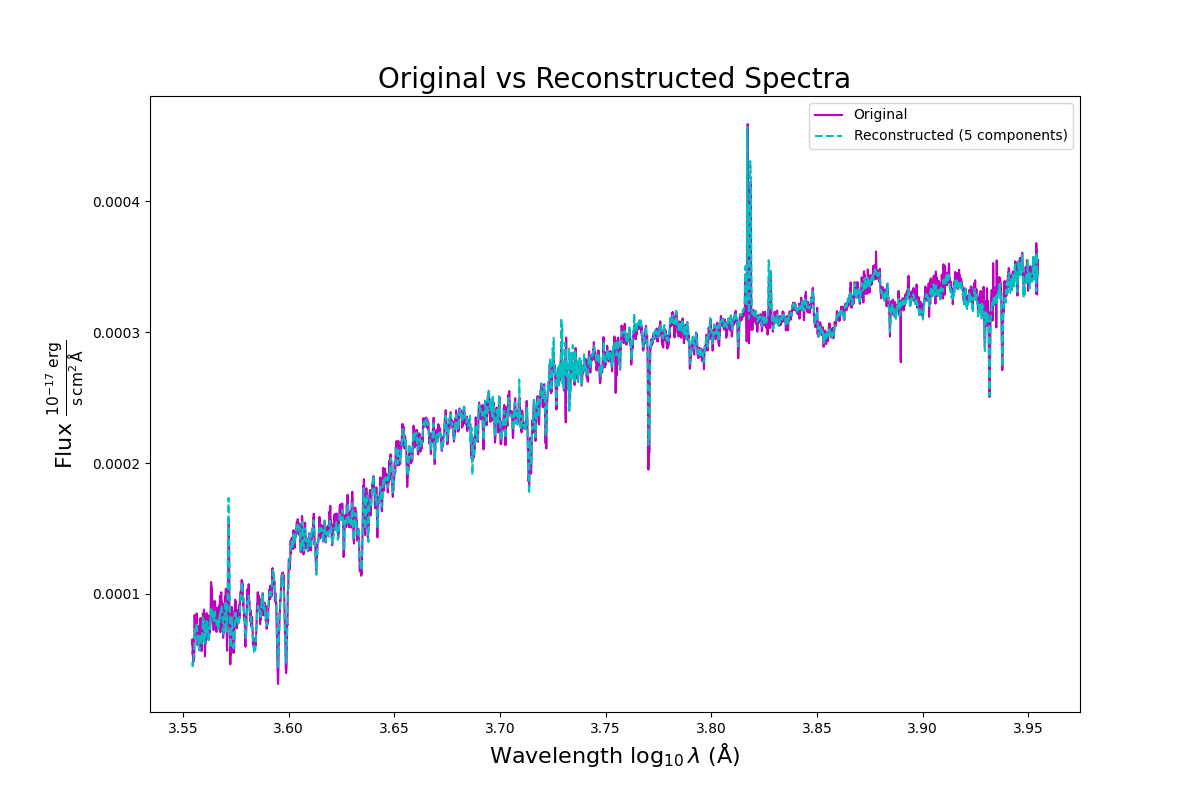 Original vs Reconstructed Spectra
Original
Reconstructed (5 components)
0.0004
0.0003
0.0002
0.0001
Flux 10⁻¹⁷ erg / s cm² Å
3.55 3.60 3.65 3.70 3.75 3.80 3.85 3.90 3.95
Wavelength log₁₀ λ (Å)